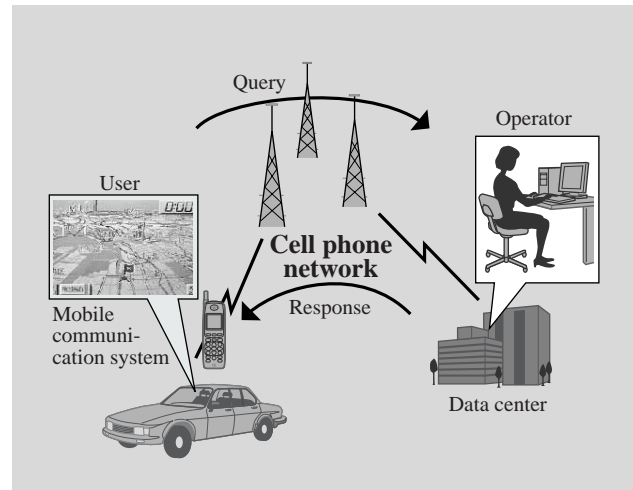 Query
Operator
User
0:00
Cell phone
network
Response
Mobile
communi-
cation system
Data center